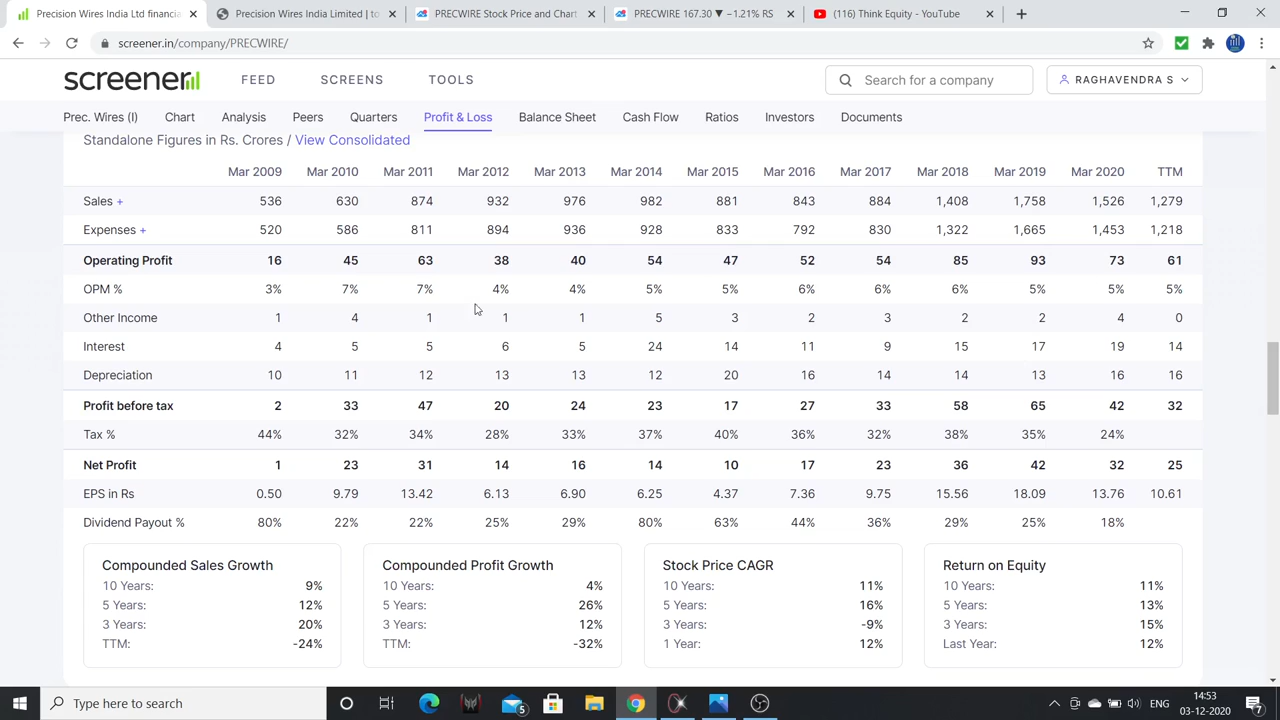 Precision Wires India Ltd financia
Precision Wires India Limited | to
PRECWIRE Stock Price and Chart
PRECWIRE 167.30 ▼ −1.21% RS
(116) Think Equity - YouTube
screener.in/company/PRECWIRE/
screener
FEED SCREENS TOOLS
Search for a company
RAGHAVENDRA S
Prec. Wires (I) Chart Analysis Peers Quarters Profit & Loss Balance Sheet Cash Flow Ratios Investors Documents
Standalone Figures in Rs. Crores / View Consolidated
Mar 2009 Mar 2010 Mar 2011 Mar 2012 Mar 2013 Mar 2014 Mar 2015 Mar 2016 Mar 2017 Mar 2018 Mar 2019 Mar 2020 TTM
Sales + 536 630 874 932 976 982 881 843 884 1,408 1,758 1,526 1,279
Expenses + 520 586 811 894 936 928 833 792 830 1,322 1,665 1,453 1,218
Operating Profit 16 45 63 38 40 54 47 52 54 85 93 73 61
OPM % 3% 7% 7% 4% 4% 5% 5% 6% 6% 6% 5% 5% 5%
Other Income 1 4 1 1 1 5 3 2 3 2 2 4 0
Interest 4 5 5 6 5 24 14 11 9 15 17 19 14
Depreciation 10 11 12 13 13 12 20 16 14 14 13 16 16
Profit before tax 2 33 47 20 24 23 17 27 33 58 65 42 32
Tax % 44% 32% 34% 28% 33% 37% 40% 36% 32% 38% 35% 24%
Net Profit 1 23 31 14 16 14 10 17 23 36 42 32 25
EPS in Rs 0.50 9.79 13.42 6.13 6.90 6.25 4.37 7.36 9.75 15.56 18.09 13.76 10.61
Dividend Payout % 80% 22% 22% 25% 29% 80% 63% 44% 36% 29% 25% 18%
Compounded Sales Growth
10 Years: 9%
5 Years: 12%
3 Years: 20%
TTM: -24%
Compounded Profit Growth
10 Years: 4%
5 Years: 26%
3 Years: 12%
TTM: -32%
Stock Price CAGR
10 Years: 11%
5 Years: 16%
3 Years: -9%
1 Year: 12%
Return on Equity
10 Years: 11%
5 Years: 13%
3 Years: 15%
Last Year: 12%
Type here to search
5
ENG
14:53
03-12-2020
7